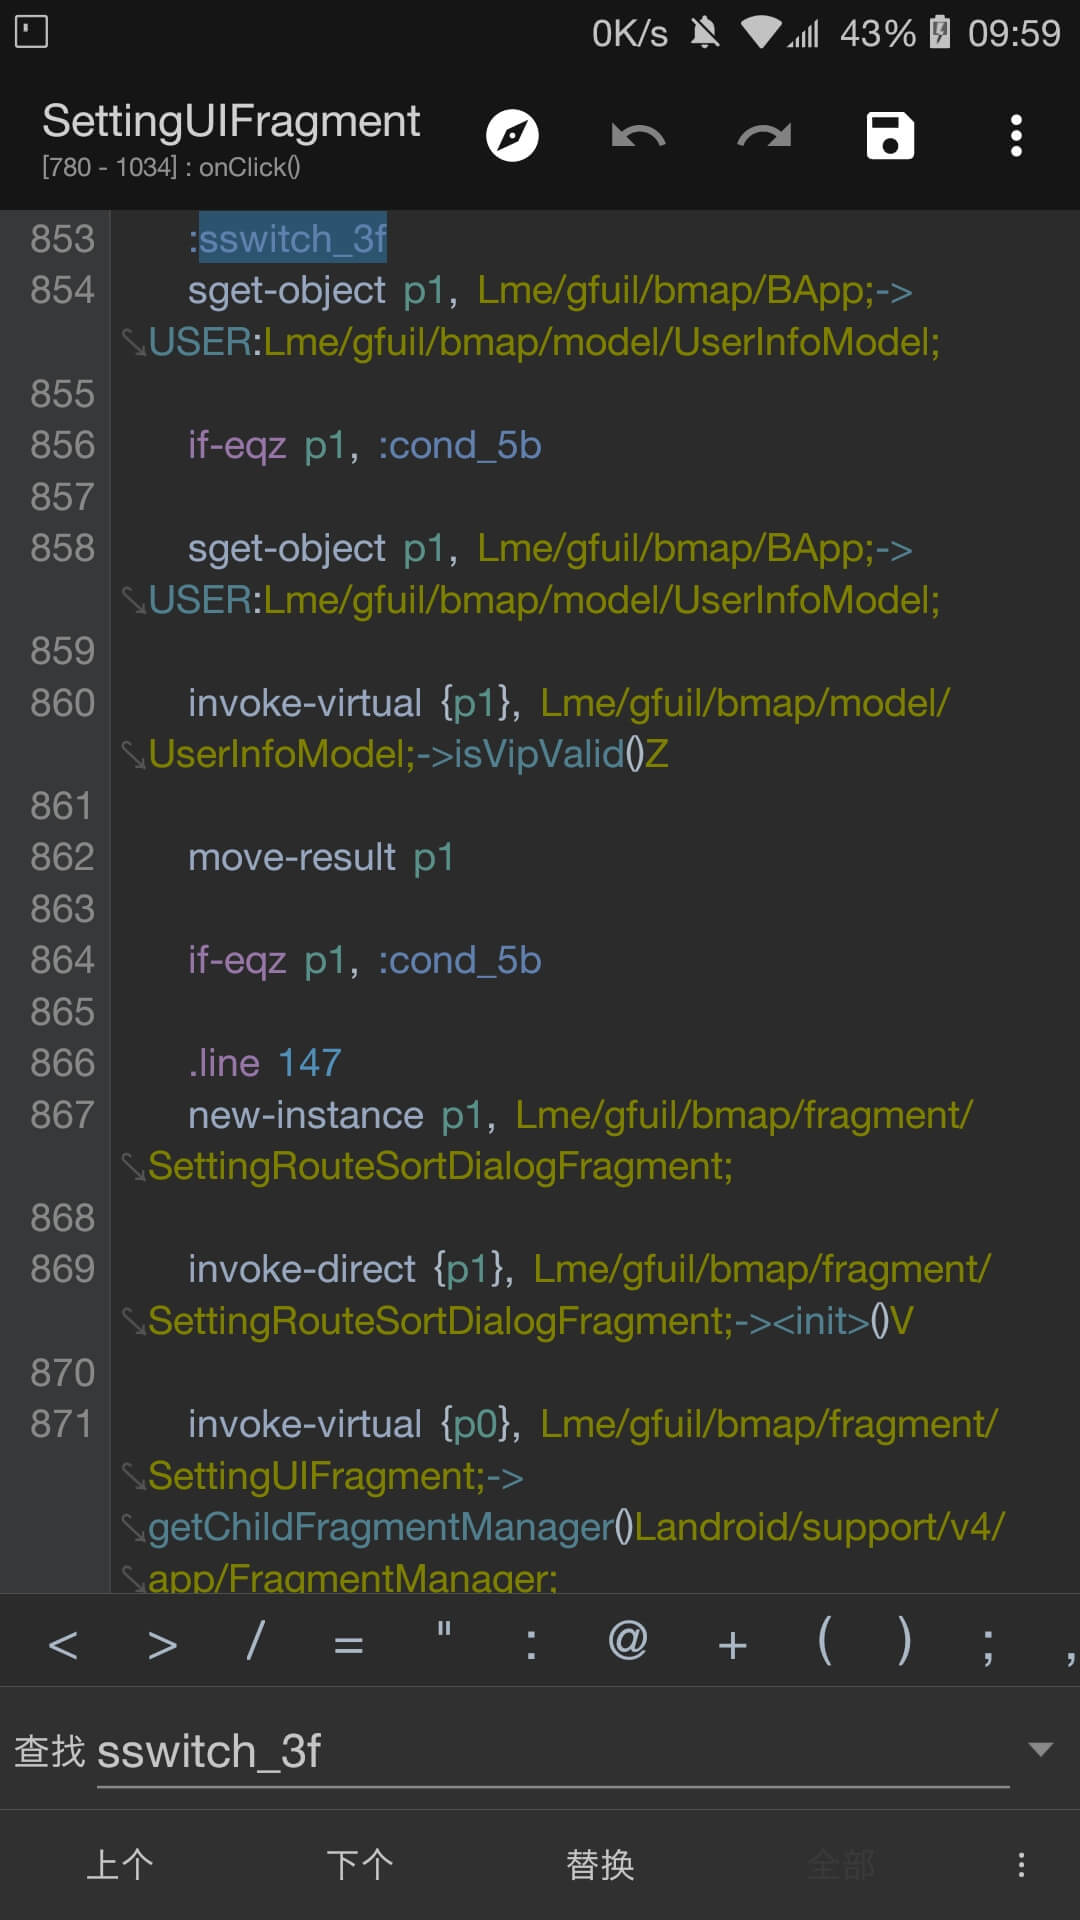 0K/s 43% 09:59
SettingUIFragment
[780 - 1034] : onClick()
853 :sswitch_3f
854 sget-object p1, Lme/gfuil/bmap/BApp;->
USER:Lme/gfuil/bmap/model/UserInfoModel;
855
856 if-eqz p1, :cond_5b
857
858 sget-object p1, Lme/gfuil/bmap/BApp;->
USER:Lme/gfuil/bmap/model/UserInfoModel;
859
860 invoke-virtual {p1}, Lme/gfuil/bmap/model/
UserInfoModel;->isVipValid()Z
861
862 move-result p1
863
864 if-eqz p1, :cond_5b
865
866 .line 147
867 new-instance p1, Lme/gfuil/bmap/fragment/
SettingRouteSortDialogFragment;
868
869 invoke-direct {p1}, Lme/gfuil/bmap/fragment/
SettingRouteSortDialogFragment;-><init>()V
870
871 invoke-virtual {p0}, Lme/gfuil/bmap/fragment/
SettingUIFragment;->
getChildFragmentManager()Landroid/support/v4/
app/FragmentManager;
< > / = " : @ + ( ) ; ,
查找 sswitch_3f
上个 下个 替换 全部